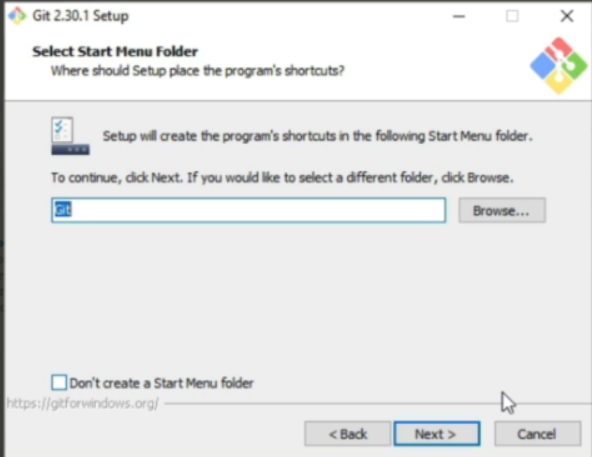 Git 2.30.1 Setup
Select Start Menu Folder
Where should Setup place the program's shortcuts?
Setup will create the program's shortcuts in the following Start Menu folder.
To continue, click Next. If you would like to select a different folder, click Browse.
Git
Browse...
Don't create a Start Menu folder
https://gitforwindows.org/
< Back
Next >
Cancel